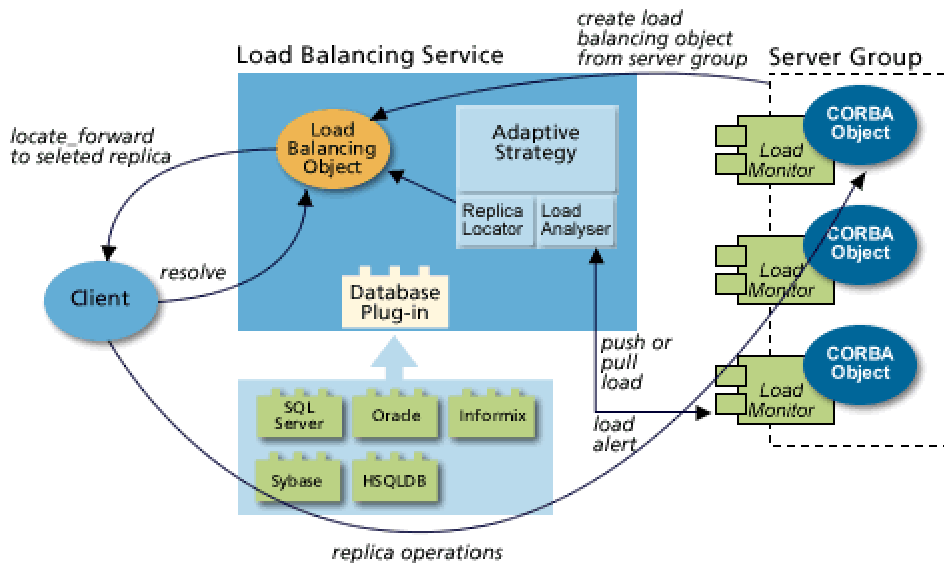 create load
balancing object
from server group
Load Balancing Service
Server Group
locate_forward
to seleted replica
Load
Balancing
Object
Adaptive
Strategy
Replica
Locator
Load
Analyser
CORBA
Object
Load
Monitor
resolve
Client
Database
Plug-in
CORBA
Object
Load
Monitor
push or
pull
load
CORBA
Object
Load
Monitor
load
alert
SQL
Server
Oracle
Informix
Sybase
HSQLDB
replica operations